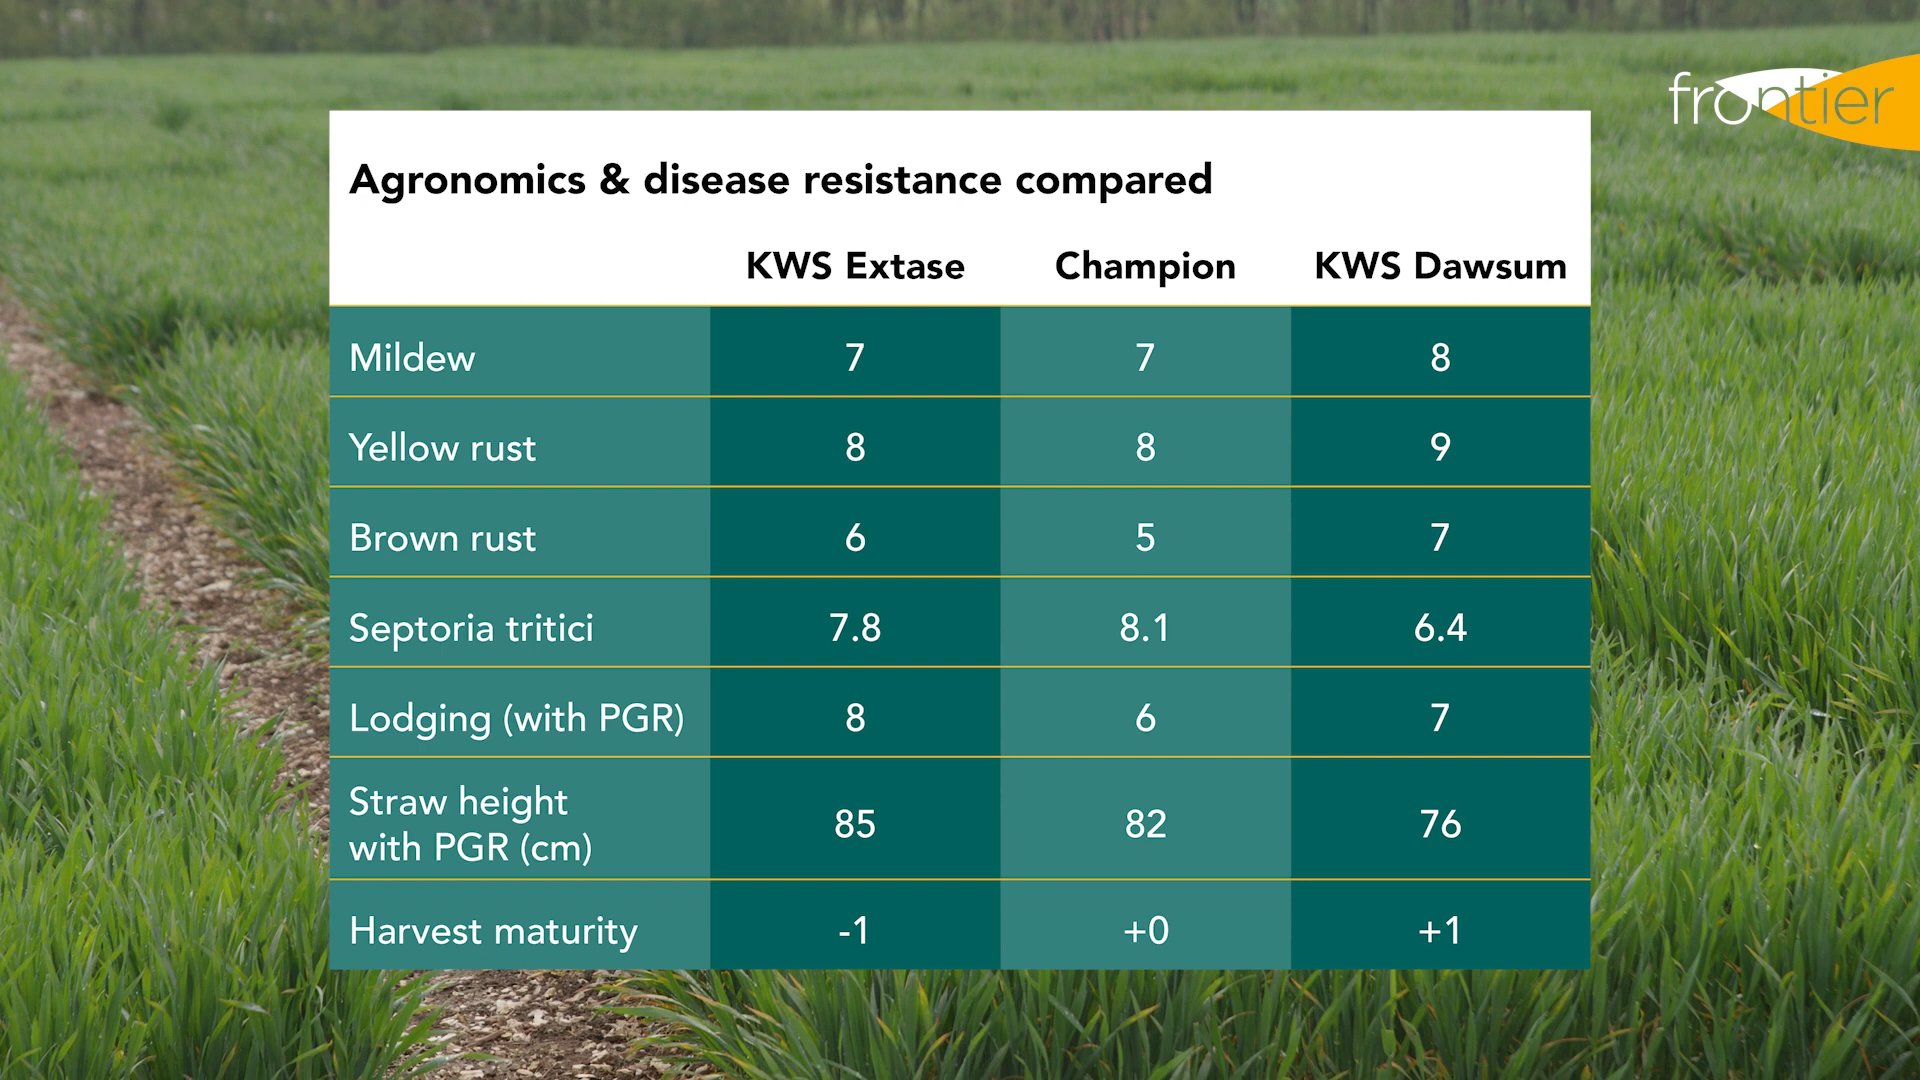 frontier
Agronomics & disease resistance compared
KWS Extase Champion KWS Dawsum
Mildew 7 7 8
Yellow rust 8 8 9
Brown rust 6 5 7
Septoria tritici 7.8 8.1 6.4
Lodging (with PGR) 8 6 7
Straw height
with PGR (cm) 85 82 76
Harvest maturity -1 +0 +1